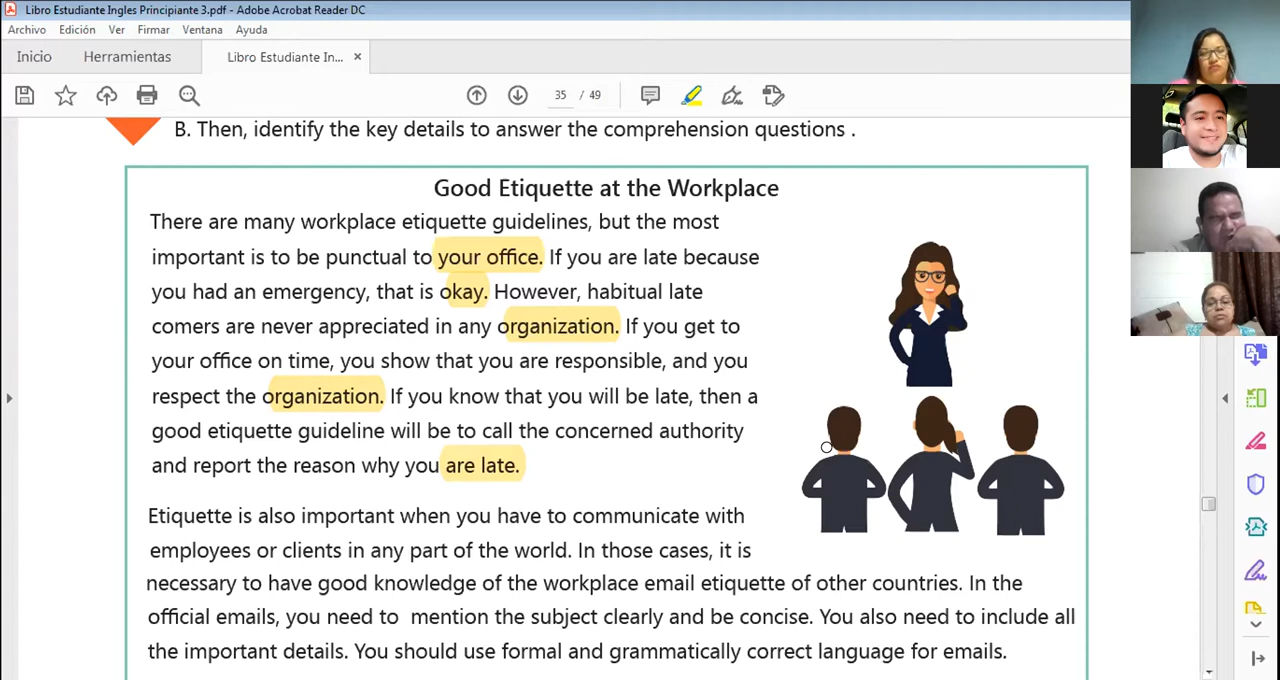 Libro Estudiante Ingles Principiante 3.pdf - Adobe Acrobat Reader DC
Archivo Edición Ver Firmar Ventana Ayuda
Inicio Herramientas Libro Estudiante In... ×
35 / 49
B. Then, identify the key details to answer the comprehension questions .
Good Etiquette at the Workplace
There are many workplace etiquette guidelines, but the most
important is to be punctual to your office. If you are late because
you had an emergency, that is okay. However, habitual late
comers are never appreciated in any organization. If you get to
your office on time, you show that you are responsible, and you
respect the organization. If you know that you will be late, then a
good etiquette guideline will be to call the concerned authority
and report the reason why you are late.
Etiquette is also important when you have to communicate with
employees or clients in any part of the world. In those cases, it is
necessary to have good knowledge of the workplace email etiquette of other countries. In the
official emails, you need to mention the subject clearly and be concise. You also need to include all
the important details. You should use formal and grammatically correct language for emails.